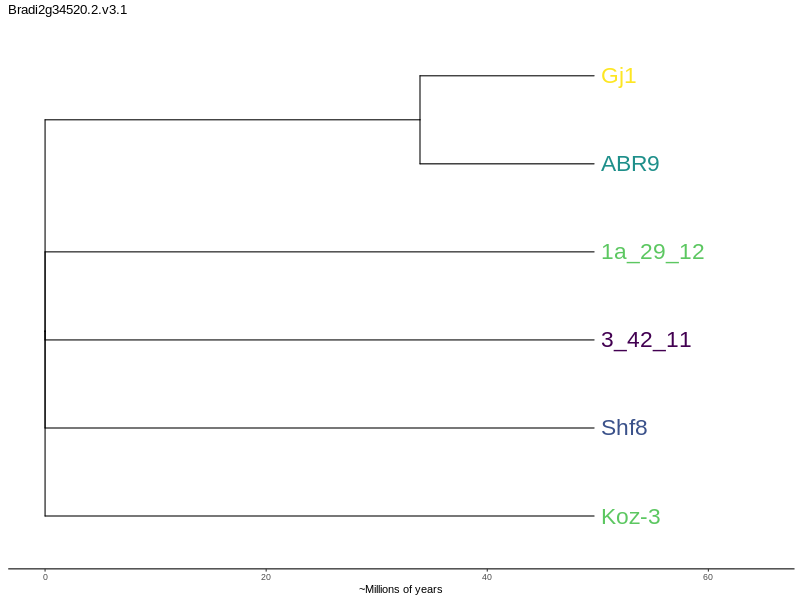 Bradi2g34520.2.v3.1
Gj1
ABR9
1a_29_12
3_42_11
Shf8
Koz-3
0 20 40 60
~Millions of years